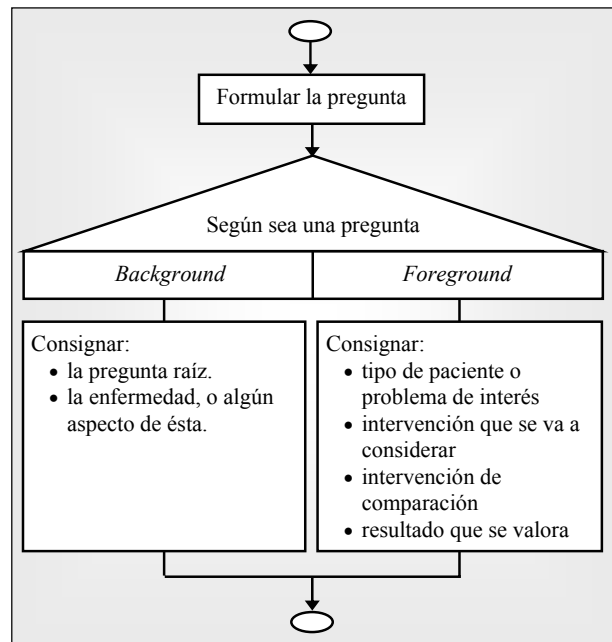 Formular la pregunta
Según sea una pregunta
Background
Foreground
Consignar:
• la pregunta raíz.
• la enfermedad, o algún
aspecto de ésta.
Consignar:
• tipo de paciente o
problema de interés
• intervención que se va a
considerar
• intervención de
comparación
• resultado que se valora